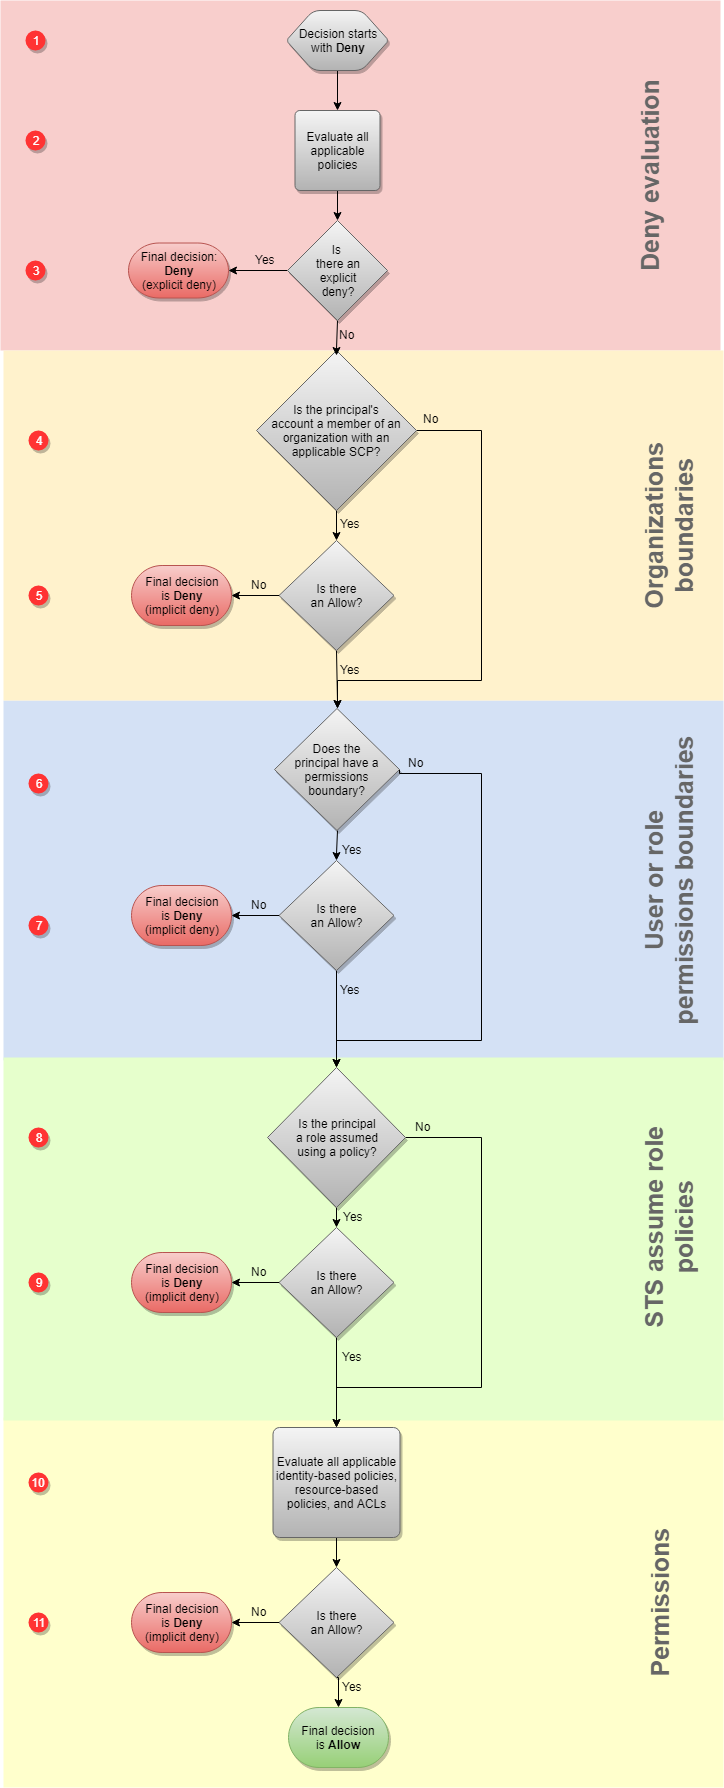 1
Decision starts
with Deny
2
Evaluate all
applicable
policies
Deny evaluation
3
Final decision:
Deny
(explicit deny)
Yes
Is
there an
explicit
deny?
No
4
Is the principal's
account a member of an
organization with an
applicable SCP?
No
Yes
Organizations
boundaries
5
Final decision
is Deny
(implicit deny)
No
Is there
an Allow?
Yes
6
Does the
principal have a
permissions
boundary?
No
Yes
User or role
permissions boundaries
7
Final decision
is Deny
(implicit deny)
No
Is there
an Allow?
Yes
8
Is the principal
a role assumed
using a policy?
No
Yes
STS assume role
policies
9
Final decision
is Deny
(implicit deny)
No
Is there
an Allow?
Yes
10
Evaluate all applicable
identity-based policies,
resource-based
policies, and ACLs
Permissions
11
Final decision
is Deny
(implicit deny)
No
Is there
an Allow?
Yes
Final decision
is Allow